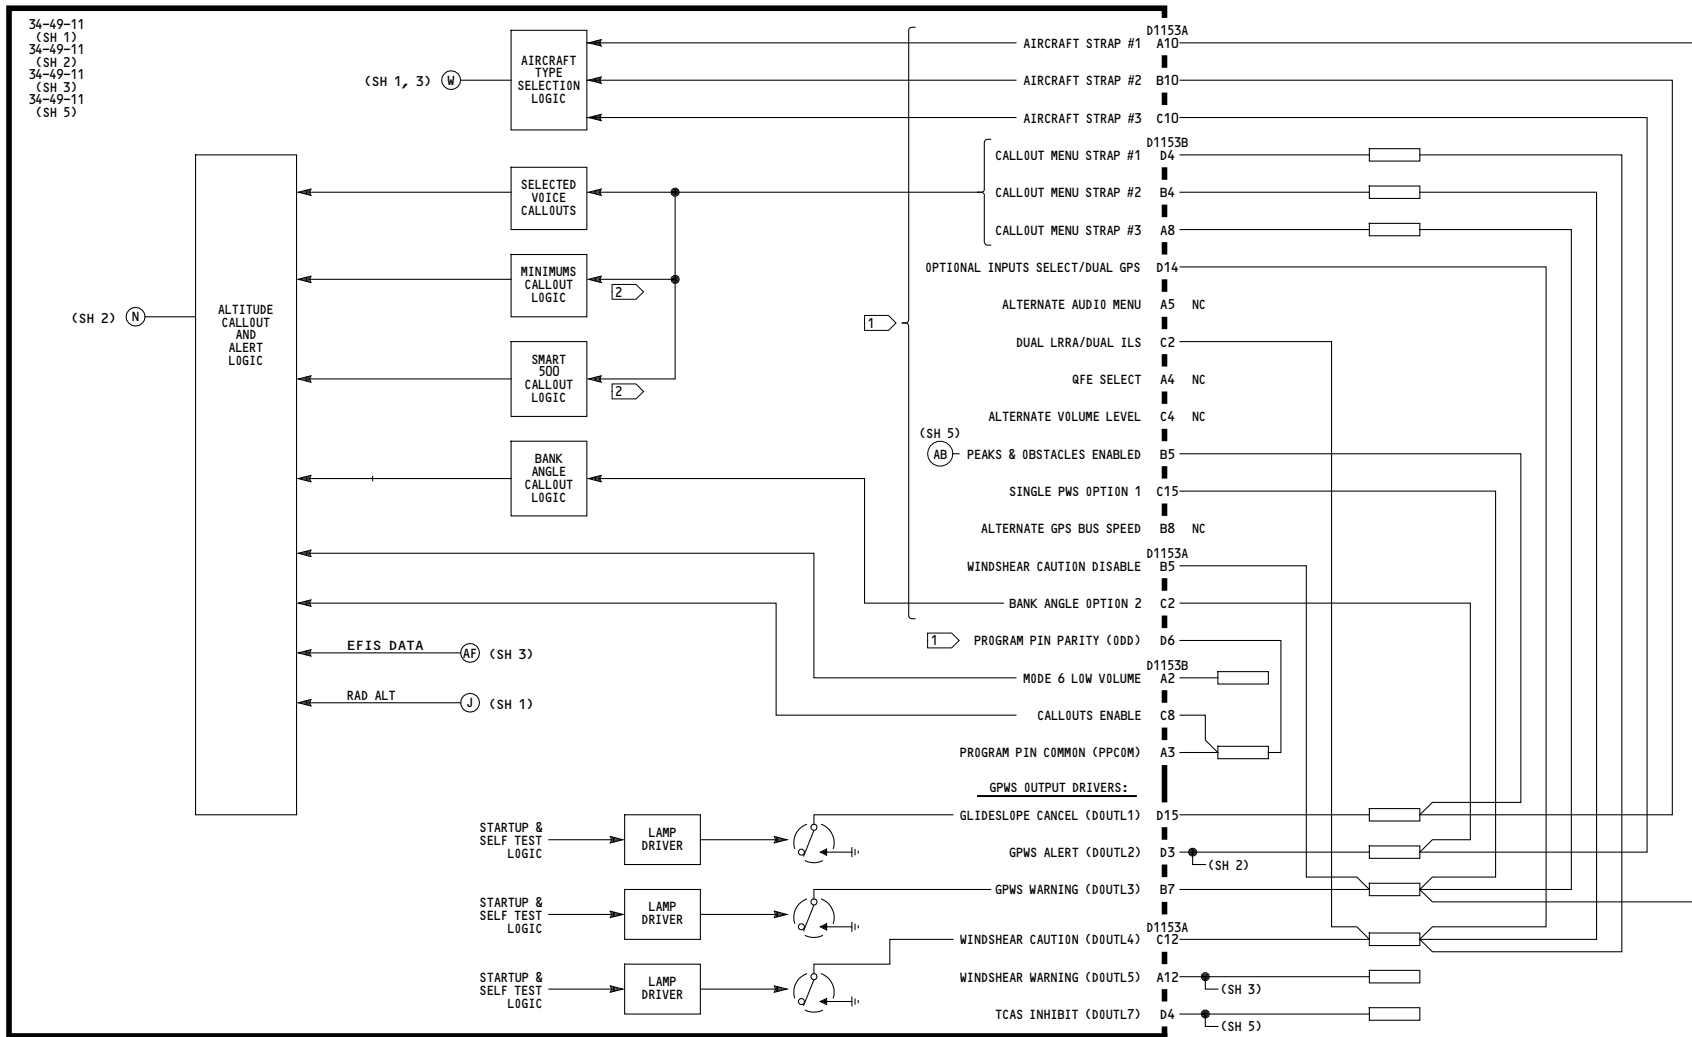 34-49-11
(SH 1)
34-49-11
(SH 2)
34-49-11
(SH 3)
34-49-11
(SH 5)
(SH 1, 3) W
AIRCRAFT
TYPE
SELECTION
LOGIC
D1153A
AIRCRAFT STRAP #1 A10
AIRCRAFT STRAP #2 B10
AIRCRAFT STRAP #3 C10
D1153B
CALLOUT MENU STRAP #1 D4
CALLOUT MENU STRAP #2 B4
CALLOUT MENU STRAP #3 A8
SELECTED
VOICE
CALLOUTS
MINIMUMS
CALLOUT
LOGIC
2
SMART
500
CALLOUT
LOGIC
2
BANK
ANGLE
CALLOUT
LOGIC
(SH 2) N
ALTITUDE
CALLOUT
AND
ALERT
LOGIC
1
OPTIONAL INPUTS SELECT/DUAL GPS D14
ALTERNATE AUDIO MENU A5 NC
DUAL LRRA/DUAL ILS C2
QFE SELECT A4 NC
ALTERNATE VOLUME LEVEL C4 NC
(SH 5)
AB PEAKS & OBSTACLES ENABLED B5
SINGLE PWS OPTION 1 C15
ALTERNATE GPS BUS SPEED B8 NC
D1153A
WINDSHEAR CAUTION DISABLE B5
BANK ANGLE OPTION 2 C2
1 PROGRAM PIN PARITY (ODD) D6
D1153B
MODE 6 LOW VOLUME A2
CALLOUTS ENABLE C8
PROGRAM PIN COMMON (PPCOM) A3
EFIS DATA AF (SH 3)
RAD ALT J (SH 1)
GPWS OUTPUT DRIVERS:
GLIDESLOPE CANCEL (DOUTL1) D15
GPWS ALERT (DOUTL2) D3
(SH 2)
GPWS WARNING (DOUTL3) B7
D1153A
WINDSHEAR CAUTION (DOUTL4) C12
WINDSHEAR WARNING (DOUTL5) A12
(SH 3)
TCAS INHIBIT (DOUTL7) D4
(SH 5)
STARTUP &
SELF TEST
LOGIC
LAMP
DRIVER
STARTUP &
SELF TEST
LOGIC
LAMP
DRIVER
STARTUP &
SELF TEST
LOGIC
LAMP
DRIVER